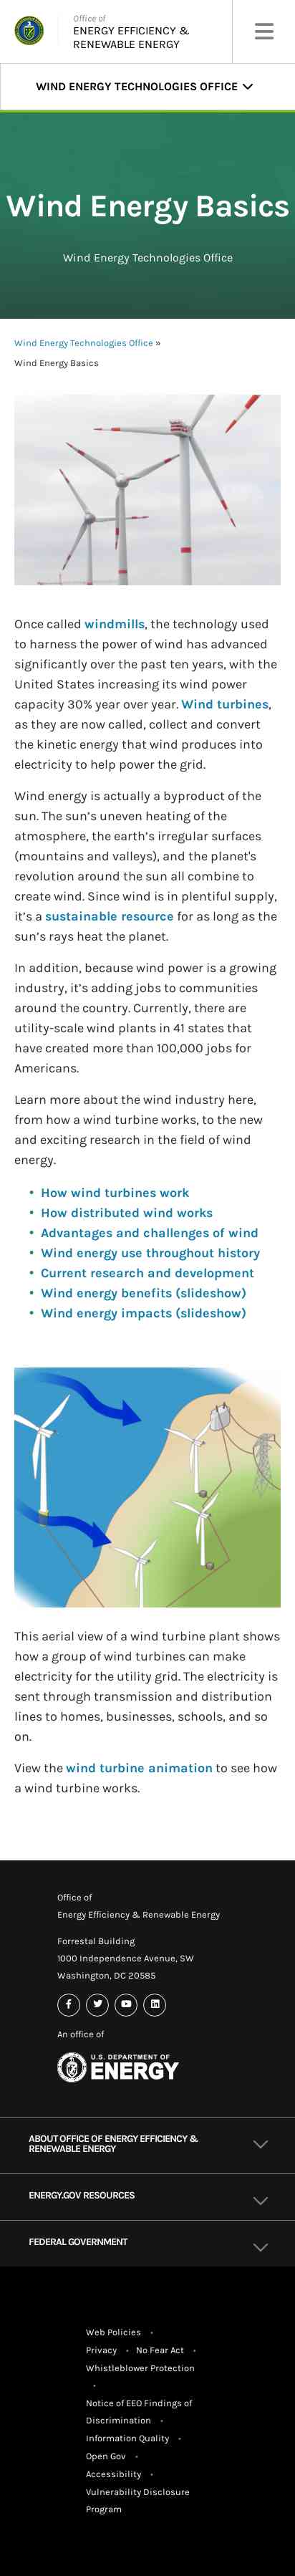 Office of
ENERGY EFFICIENCY &
RENEWABLE ENERGY
WIND ENERGY TECHNOLOGIES OFFICE
Wind Energy Basics
Wind Energy Technologies Office
Wind Energy Technologies Office »
Wind Energy Basics
Once called windmills, the technology used
to harness the power of wind has advanced
significantly over the past ten years, with the
United States increasing its wind power
capacity 30% year over year. Wind turbines,
as they are now called, collect and convert
the kinetic energy that wind produces into
electricity to help power the grid.
Wind energy is actually a byproduct of the
sun. The sun’s uneven heating of the
atmosphere, the earth’s irregular surfaces
(mountains and valleys), and the planet's
revolution around the sun all combine to
create wind. Since wind is in plentiful supply,
it’s a sustainable resource for as long as the
sun’s rays heat the planet.
In addition, because wind power is a growing
industry, it’s adding jobs to communities
around the country. Currently, there are
utility-scale wind plants in 41 states that
have created more than 100,000 jobs for
Americans.
Learn more about the wind industry here,
from how a wind turbine works, to the new
and exciting research in the field of wind
energy.
• How wind turbines work
• How distributed wind works
• Advantages and challenges of wind
• Wind energy use throughout history
• Current research and development
• Wind energy benefits (slideshow)
• Wind energy impacts (slideshow)
This aerial view of a wind turbine plant shows
how a group of wind turbines can make
electricity for the utility grid. The electricity is
sent through transmission and distribution
lines to homes, businesses, schools, and so
on.
View the wind turbine animation to see how
a wind turbine works.
Office of
Energy Efficiency & Renewable Energy
Forrestal Building
1000 Independence Avenue, SW
Washington, DC 20585
An office of
U.S. DEPARTMENT OF
ENERGY
ABOUT OFFICE OF ENERGY EFFICIENCY &
RENEWABLE ENERGY
ENERGY.GOV RESOURCES
FEDERAL GOVERNMENT
Web Policies •
Privacy • No Fear Act •
Whistleblower Protection
•
Notice of EEO Findings of
Discrimination •
Information Quality •
Open Gov •
Accessibility •
Vulnerability Disclosure
Program